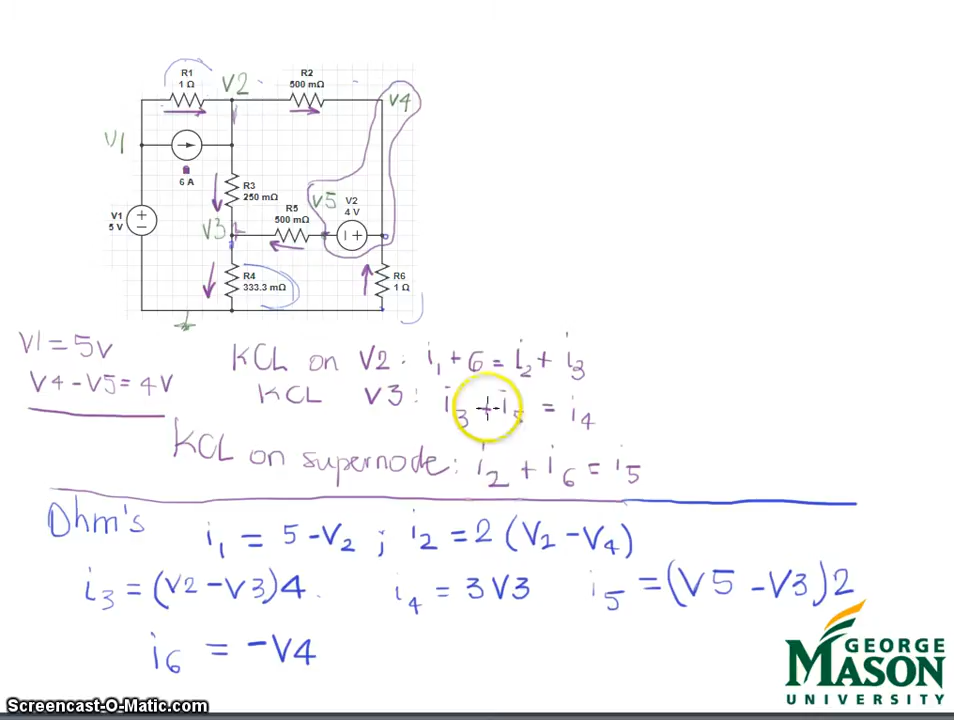 R1
1 Ω
V2
R2
500 mΩ
V4
V1
6 A
R3
250 mΩ
V5
V2
4 V
R5
500 mΩ
V1
5 V
V3
R4
333.3 mΩ
R6
1 Ω
V1 = 5V
V4 - V5 = 4V
KCL on V2 : i1 + 6 = i2 + i3
KCL V3 : i3 + i5 = i4
KCL on supernode : i2 + i6 = i5
Ohm's
i1 = 5 - V2 ; i2 = 2 (V2 - V4)
i3 = (V2 - V3)4 . i4 = 3 V3 i5 = (V5 - V3)2
i6 = -V4
GEORGE
MASON
UNIVERSITY
Screencast-O-Matic.com